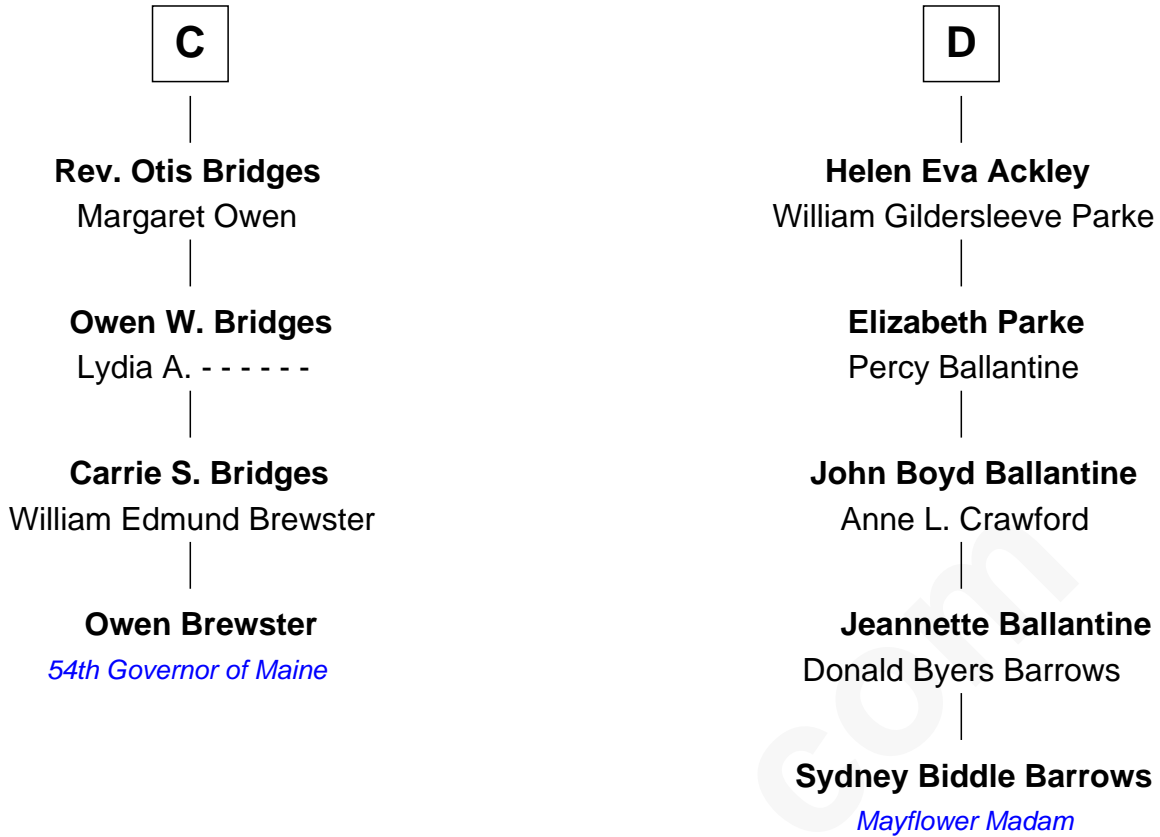 C
Rev. Otis Bridges
Margaret Owen
Owen W. Bridges
Lydia A. - - - - - -
Carrie S. Bridges
William Edmund Brewster
Owen Brewster
54th Governor of Maine
D
Helen Eva Ackley
William Gildersleeve Parke
Elizabeth Parke
Percy Ballantine
John Boyd Ballantine
Anne L. Crawford
Jeannette Ballantine
Donald Byers Barrows
Sydney Biddle Barrows
Mayflower Madam
com